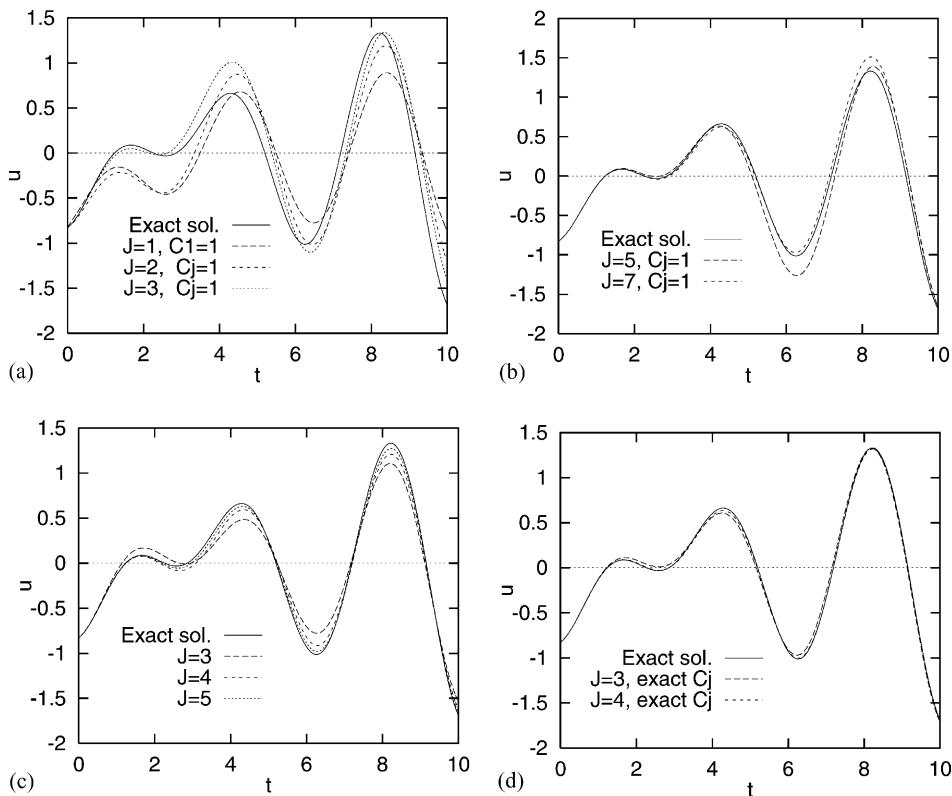 1.5
1
0.5
0
-0.5
-1
-1.5
-2
u
Exact sol.
J=1, C1=1
J=2, Cj=1
J=3, Cj=1
0 2 4 6 8 10
t
(a)
2
1.5
1
0.5
0
-0.5
-1
-1.5
-2
u
Exact sol.
J=5, Cj=1
J=7, Cj=1
0 2 4 6 8 10
t
(b)
1.5
1
0.5
0
-0.5
-1
-1.5
-2
u
Exact sol.
J=3
J=4
J=5
0 2 4 6 8 10
t
(c)
1.5
1
0.5
0
-0.5
-1
-1.5
-2
u
Exact sol.
J=3, exact Cj
J=4, exact Cj
0 2 4 6 8 10
t
(d)